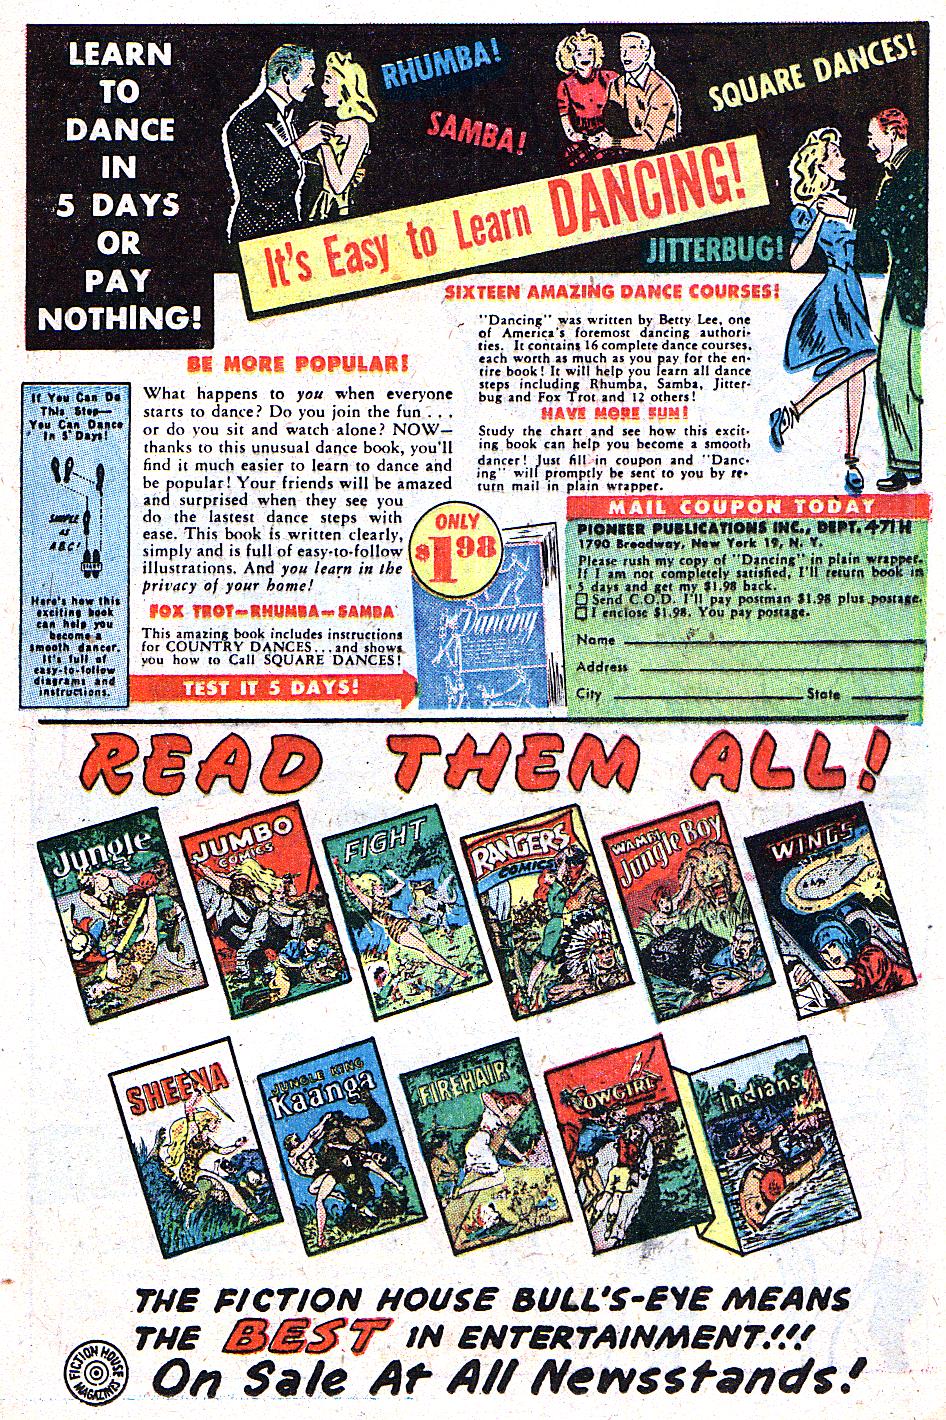 LEARN
TO
DANCE
IN
5 DAYS
OR
PAY
NOTHING!
RHUMBA!
SAMBA!
SQUARE DANCES!
JITTERBUG!
It's Easy to Learn DANCING!
SIXTEEN AMAZING DANCE COURSES!
"Dancing" was written by Betty Lee, one
of America's foremost dancing authori-
ties. It contains 16 complete dance courses,
each worth as much as you pay for the en-
tire book! It will help you learn all dance
steps including Rhumba, Samba, Jitter-
bug and Fox Trot and 12 others!
HAVE MORE FUN!
Study the chart and see how this excit-
ing book can help you become a smooth
dancer! Just fill in coupon and "Danc-
ing" will promptly be sent to you by re-
turn mail in plain wrapper.
BE MORE POPULAR!
What happens to you when everyone
starts to dance? Do you join the fun . . .
or do you sit and watch alone? NOW—
thanks to this unusual dance book, you'll
find it much easier to learn to dance and
be popular! Your friends will be amazed
and surprised when they see you
do the lastest dance steps with
ease. This book is written clearly,
simply and is full of easy-to-follow
illustrations. And you learn in the
privacy of your home!
FOX TROT—RHUMBA—SAMBA
This amazing book includes instructions
for COUNTRY DANCES...and shows
you how to Call SQUARE DANCES!
TEST IT 5 DAYS!
If You Can Do
This Step—
You Can Dance
in 5 Days!
SIMPLE
AS
A.B.C!
Here's how this
exciting book
can help you
become a
smooth dancer.
It's full of
easy-to-follow
diagrams and
instructions.
ONLY
$1.98
Dancing
MAIL COUPON TODAY
PIONEER PUBLICATIONS INC., DEPT. 471H
1790 Broadway, New York 19, N. Y.
Please rush my copy of "Dancing" in plain wrapper.
If I am not completely satisfied, I'll return book in
5 days and get my $1.98 back
Send C.O.D. I'll pay postman $1.98 plus postage.
I enclose $1.98. You pay postage.
Name
Address
City State
READ THEM ALL!
Jungle
JUMBO
COMICS
FIGHT
RANGERS
COMICS
WAMBI
Jungle Boy
WINGS
SHEENA
JUNGLE KING
Kaanga
FIREHAIR
COWGIRL
Indians
THE FICTION HOUSE BULL'S-EYE MEANS
THE BEST IN ENTERTAINMENT!!!
On Sale At All Newsstands!
FICTION HOUSE
MAGAZINES